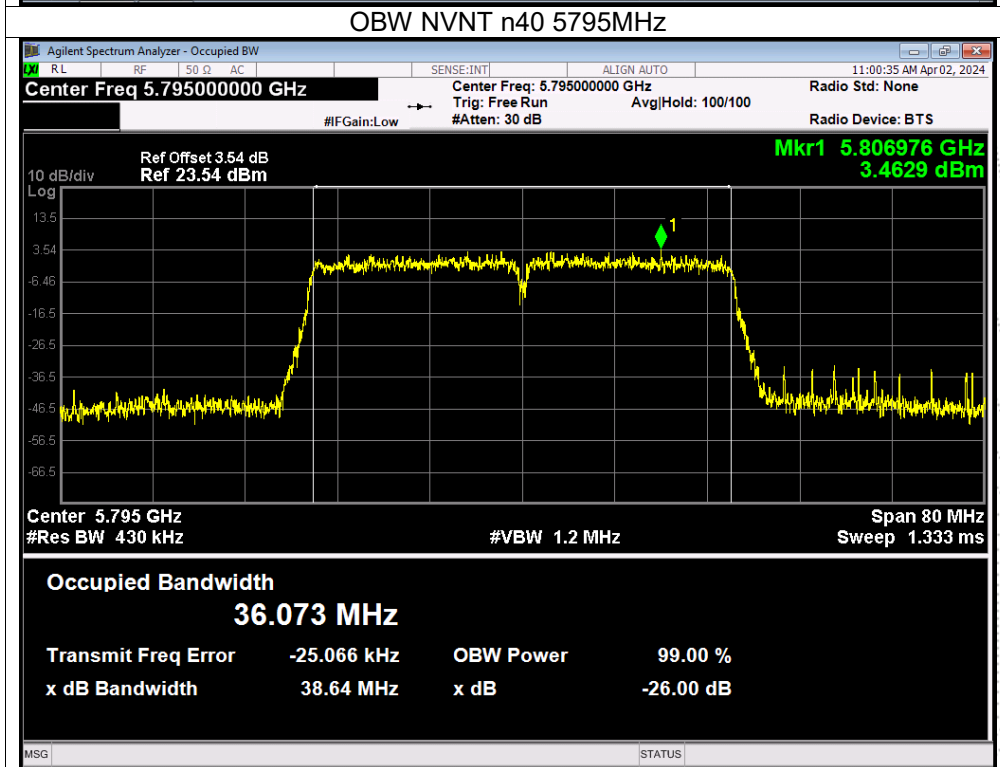 OBW NVNT n40 5795MHz
Agilent Spectrum Analyzer - Occupied BW
LXI RL RF 50 Ω AC SENSE:INT ALIGN AUTO 11:00:35 AM Apr 02, 2024
Center Freq 5.795000000 GHz Center Freq: 5.795000000 GHz Radio Std: None
Trig: Free Run Avg|Hold: 100/100
#IFGain:Low #Atten: 30 dB Radio Device: BTS
Mkr1 5.806976 GHz
3.4629 dBm
Ref Offset 3.54 dB
10 dB/div Ref 23.54 dBm
Log
13.5
1
3.54
-6.46
-16.5
-26.5
-36.5
-46.5
-56.5
-66.5
Center 5.795 GHz Span 80 MHz
#Res BW 430 kHz #VBW 1.2 MHz Sweep 1.333 ms
Occupied Bandwidth
36.073 MHz
Transmit Freq Error -25.066 kHz OBW Power 99.00 %
x dB Bandwidth 38.64 MHz x dB -26.00 dB
MSG STATUS